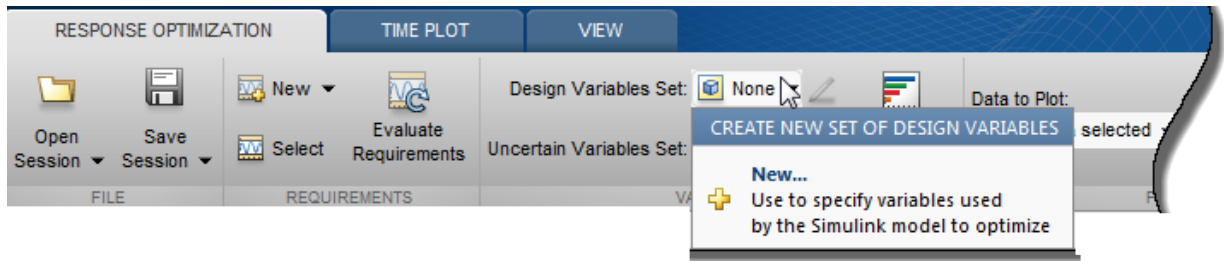 RESPONSE OPTIMIZATION
TIME PLOT
VIEW
Open
Session
Save
Session
FILE
New
Select
Evaluate
Requirements
REQUIREMENTS
Design Variables Set:
None
Uncertain Variables Set:
Data to Plot:
selected
CREATE NEW SET OF DESIGN VARIABLES
New...
Use to specify variables used
by the Simulink model to optimize